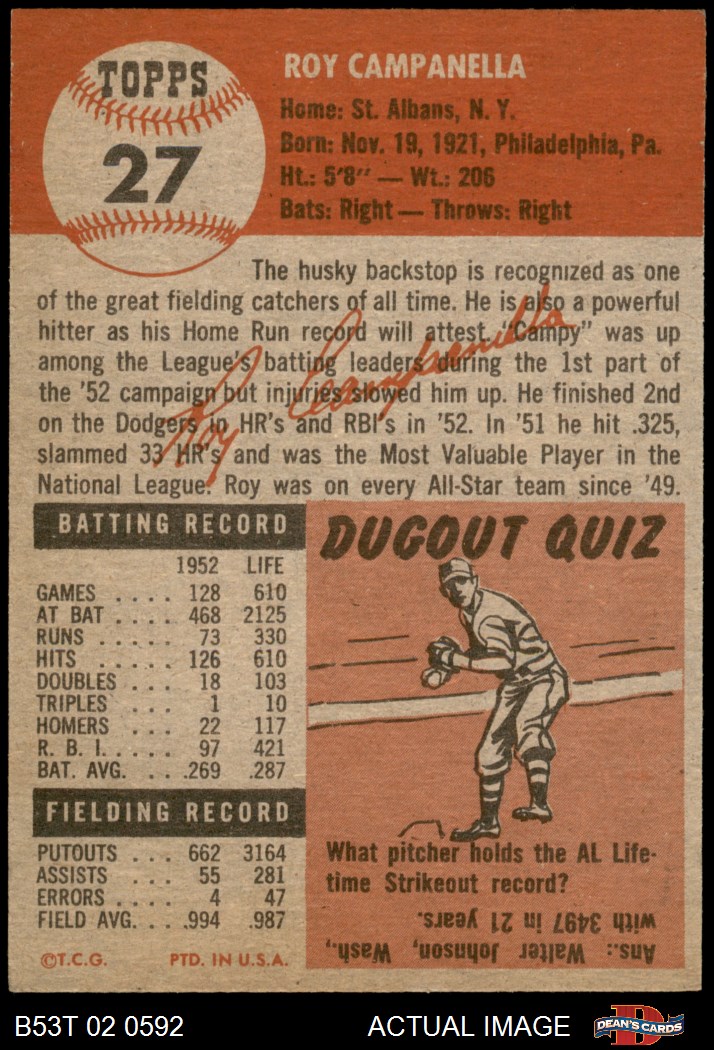 TOPPS
27
ROY CAMPANELLA
Home: St. Albans, N. Y.
Born: Nov. 19, 1921, Philadelphia, Pa.
Ht.: 5'8" — Wt.: 206
Bats: Right — Throws: Right
The husky backstop is recognized as one
of the great fielding catchers of all time. He is also a powerful
hitter as his Home Run record will attest. "Campy" was up
among the League's batting leaders during the 1st part of
the '52 campaign but injuries slowed him up. He finished 2nd
on the Dodgers in HR's and RBI's in '52. In '51 he hit .325,
slammed 33 HR's and was the Most Valuable Player in the
National League. Roy was on every All-Star team since '49.
Roy Campanella
BATTING RECORD
1952 LIFE
GAMES .... 128 610
AT BAT .... 468 2125
RUNS .... 73 330
HITS ..... 126 610
DOUBLES ... 18 103
TRIPLES ... 1 10
HOMERS ... 22 117
R. B. I. .... 97 421
BAT. AVG. ... .269 .287
FIELDING RECORD
PUTOUTS ... 662 3164
ASSISTS ... 55 281
ERRORS .... 4 47
FIELD AVG. ... .994 .987
©T.C.G. PTD. IN U.S.A.
DUGOUT QUIZ
What pitcher holds the AL Life-
time Strikeout record?
Ans.: Walter Johnson, Wash.,
with 3497 in 21 years.
B53T 02 0592 ACTUAL IMAGE
D
DEAN'S CARDS